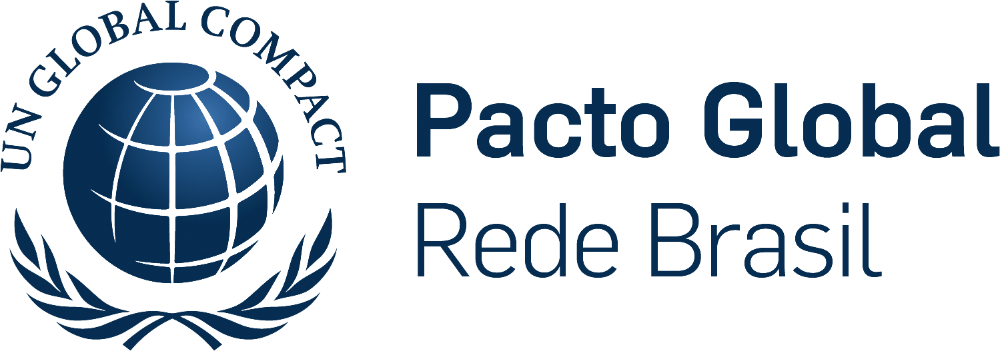 UN GLOBAL COMPACT
Pacto Global
Rede Brasil